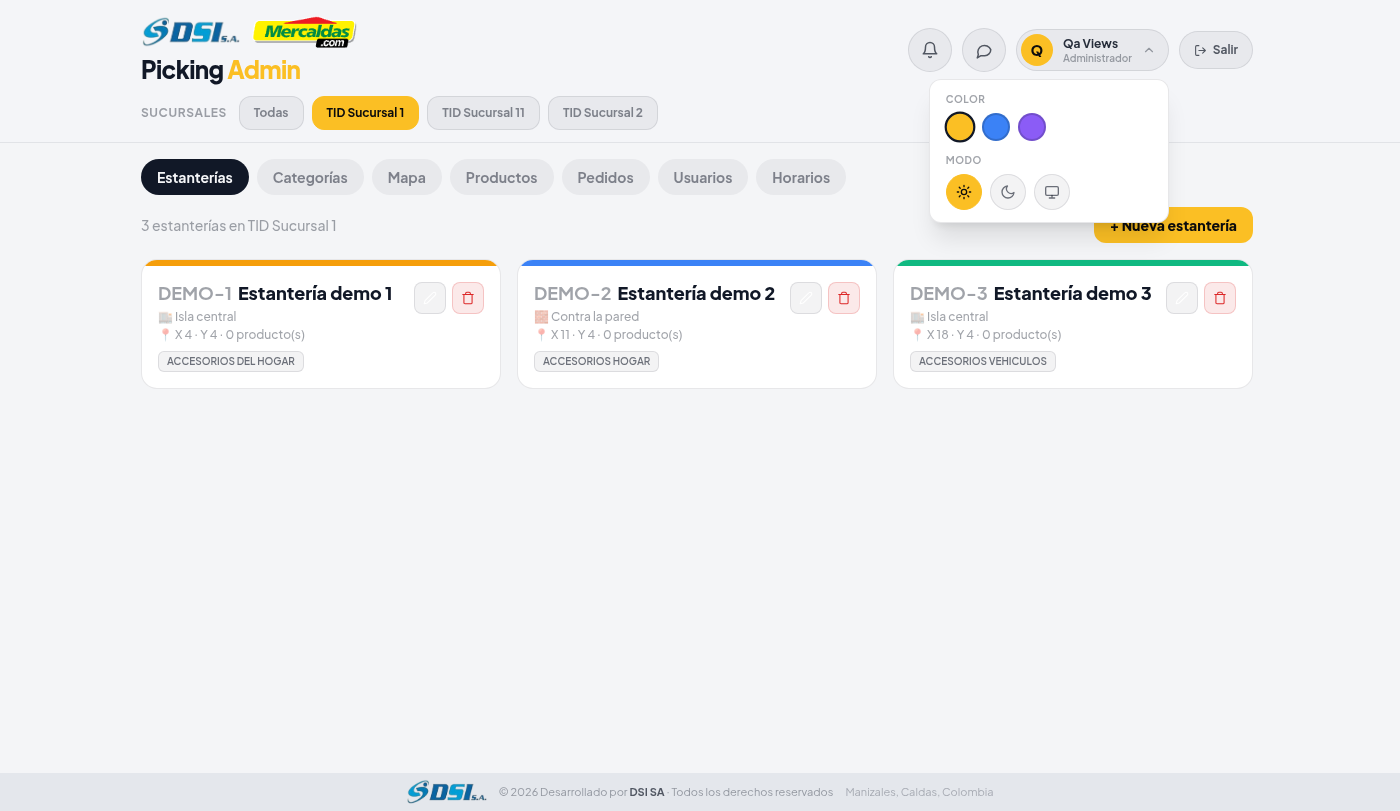 DSI S.A.
Mercaldas
.com
Picking Admin
Q
Qa Views
Administrador
Salir
SUCURSALES
Todas
TID Sucursal 1
TID Sucursal 11
TID Sucursal 2
COLOR
MODO
Estanterías
Categorías
Mapa
Productos
Pedidos
Usuarios
Horarios
3 estanterías en TID Sucursal 1
+ Nueva estantería
DEMO-1 Estantería demo 1
Isla central
X 4 · Y 4 · 0 producto(s)
ACCESORIOS DEL HOGAR
DEMO-2 Estantería demo 2
Contra la pared
X 11 · Y 4 · 0 producto(s)
ACCESORIOS HOGAR
DEMO-3 Estantería demo 3
Isla central
X 18 · Y 4 · 0 producto(s)
ACCESORIOS VEHICULOS
DSI S.A.
© 2026 Desarrollado por DSI SA · Todos los derechos reservados
Manizales, Caldas, Colombia